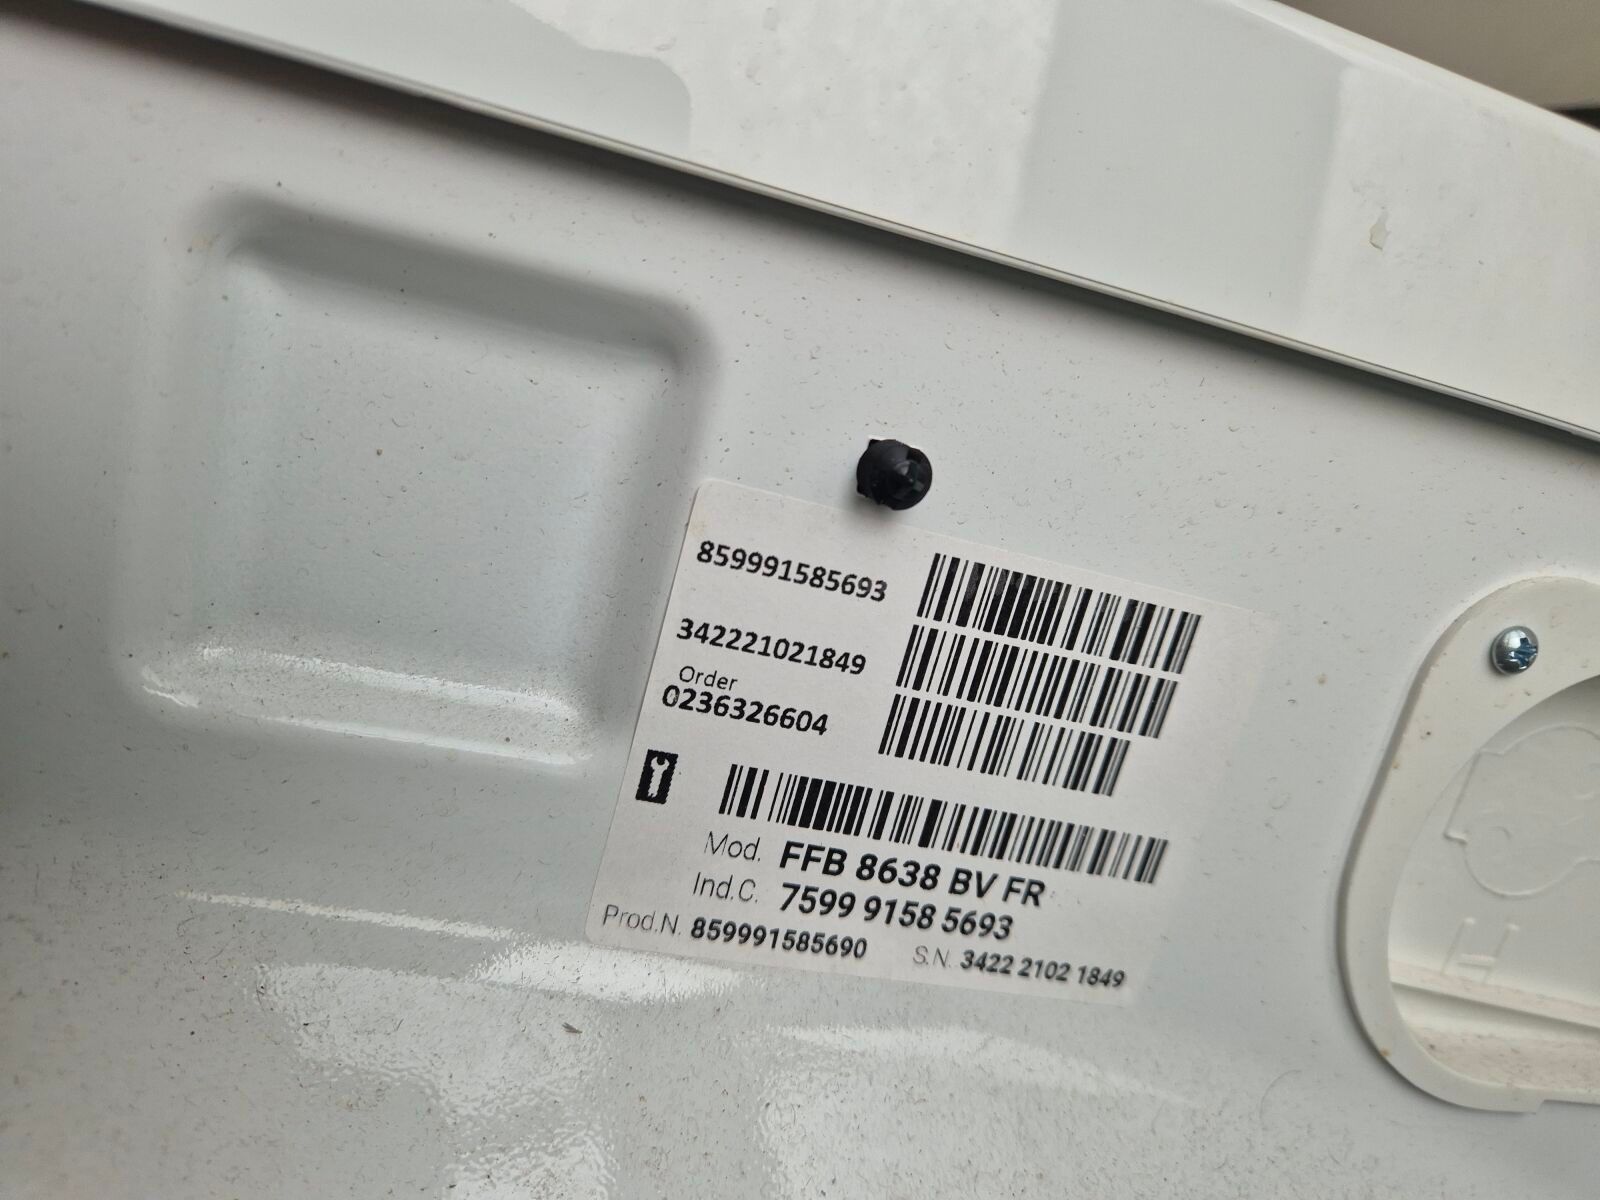 859991585693
342221021849
Order
0236326604
Mod. FFB 8638 BV FR
Ind.C. 7599 9158 5693
Prod.N. 859991585690 S.N. 3422 2102 1849
H